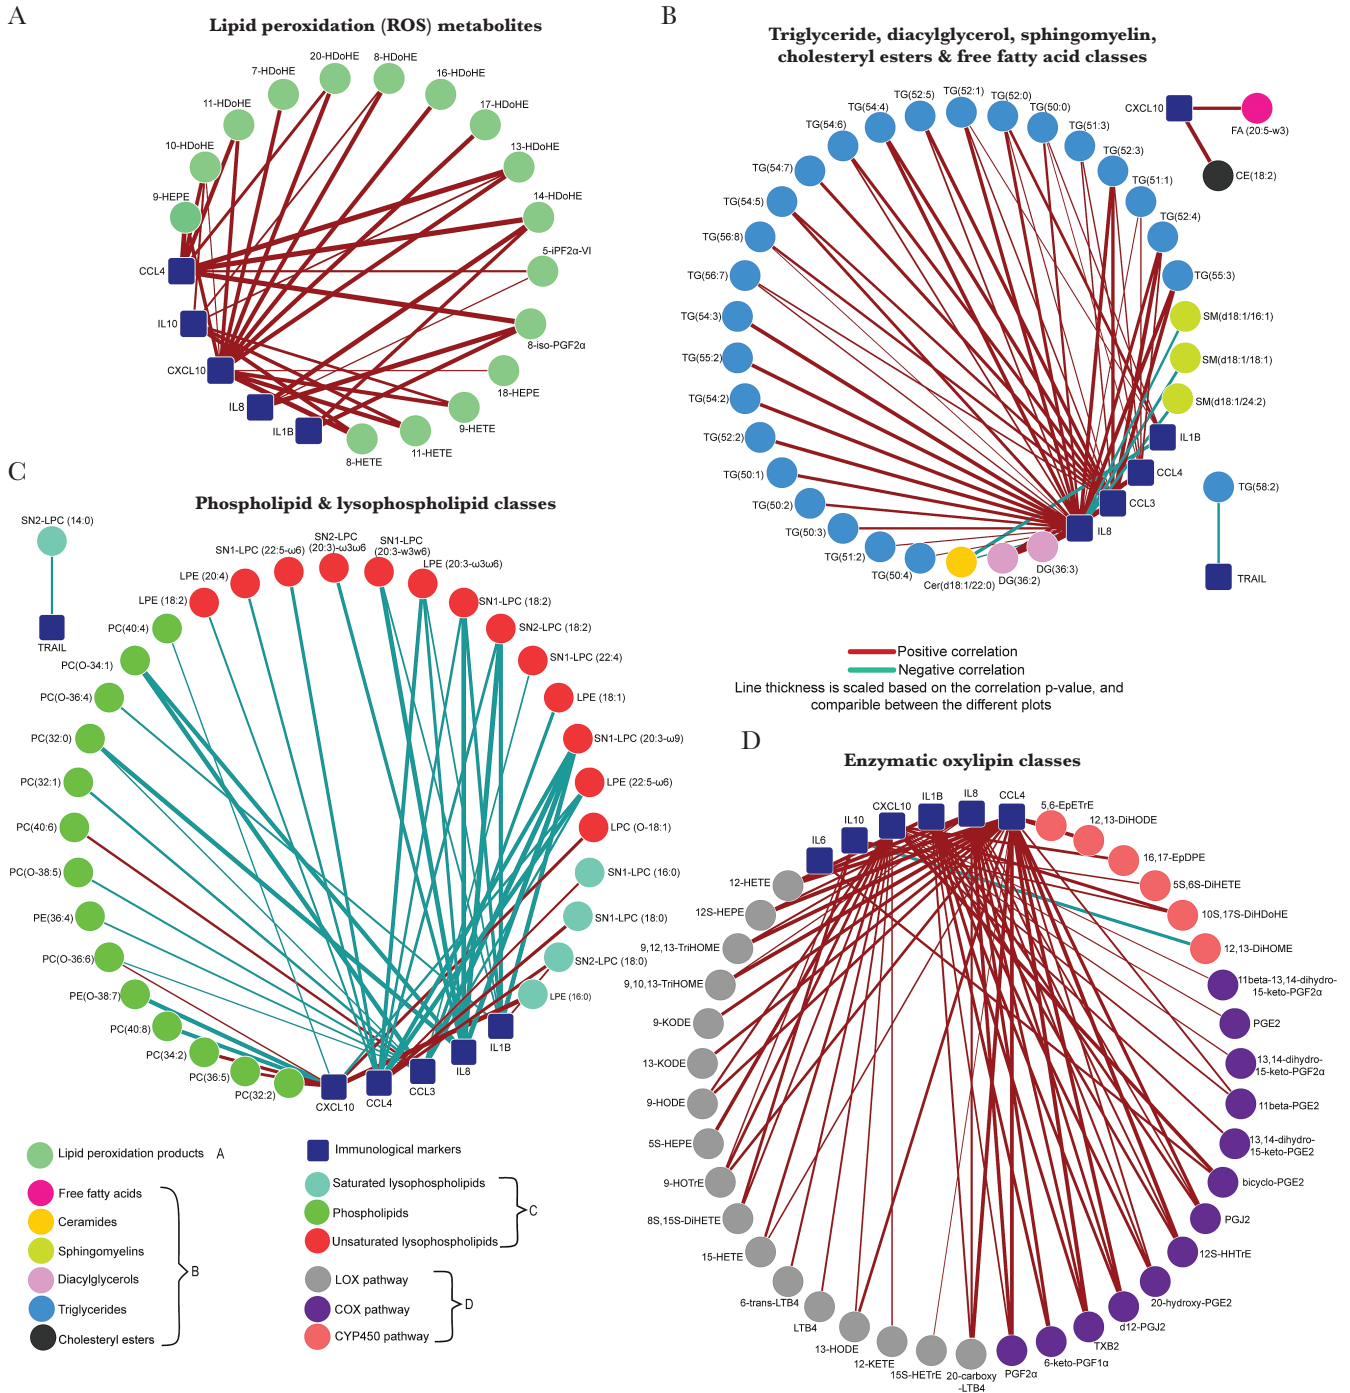 A
Lipid peroxidation (ROS) metabolites
20-HDoHE
8-HDoHE
7-HDoHE
16-HDoHE
11-HDoHE
17-HDoHE
10-HDoHE
13-HDoHE
9-HEPE
14-HDoHE
5-iPF2α-VI
CCL4
IL10
8-iso-PGF2α
CXCL10
18-HEPE
IL8
9-HETE
IL1B
11-HETE
8-HETE
B
Triglyceride, diacylglycerol, sphingomyelin,
cholesteryl esters & free fatty acid classes
TG(52:1)
TG(52:5)
TG(52:0)
TG(54:4)
TG(50:0)
TG(54:6)
TG(51:3)
TG(54:7)
TG(52:3)
TG(54:5)
TG(51:1)
TG(56:8)
TG(52:4)
TG(56:7)
TG(55:3)
TG(54:3)
SM(d18:1/16:1)
TG(55:2)
SM(d18:1/18:1)
TG(54:2)
SM(d18:1/24:2)
TG(52:2)
IL1B
TG(50:1)
CCL4
TG(50:2)
CCL3
TG(50:3)
IL8
TG(51:2)
DG(36:3)
TG(50:4)
DG(36:2)
Cer(d18:1/22:0)
CXCL10
FA (20:5-w3)
CE(18:2)
TG(58:2)
TRAIL
Positive correlation
Negative correlation
Line thickness is scaled based on the correlation p-value, and
comparible between the different plots
C
Phospholipid & lysophospholipid classes
SN2-LPC (14:0)
TRAIL
SN2-LPC
(20:3)-ω3ω6
SN1-LPC
(20:3-w3w6)
SN1-LPC (22:5-ω6)
LPE (20:3-ω3ω6)
LPE (20:4)
SN1-LPC (18:2)
LPE (18:2)
SN2-LPC (18:2)
PC(40:4)
SN1-LPC (22:4)
PC(O-34:1)
LPE (18:1)
PC(O-36:4)
SN1-LPC (20:3-ω9)
PC(32:0)
LPE (22:5-ω6)
PC(32:1)
LPC (O-18:1)
PC(40:6)
SN1-LPC (16:0)
PC(O-38:5)
SN1-LPC (18:0)
PE(36:4)
SN2-LPC (18:0)
PC(O-36:6)
LPE (16:0)
PE(O-38:7)
IL1B
PC(40:8)
IL8
PC(34:2)
CCL3
PC(36:5)
CCL4
PC(32:2)
CXCL10
D
Enzymatic oxylipin classes
CCL4
IL8
IL1B
CXCL10
IL10
IL6
5,6-EpETrE
12,13-DiHODE
16,17-EpDPE
5S,6S-DiHETE
10S,17S-DiHDoHE
12,13-DiHOME
11beta-13,14-dihydro-
15-keto-PGF2α
PGE2
13,14-dihydro-
15-keto-PGF2α
11beta-PGE2
13,14-dihydro-
15-keto-PGE2
bicyclo-PGE2
PGJ2
12S-HHTrE
20-hydroxy-PGE2
d12-PGJ2
TXB2
6-keto-PGF1α
PGF2α
20-carboxy
-LTB4
15S-HETrE
12-KETE
13-HODE
LTB4
6-trans-LTB4
15-HETE
8S,15S-DiHETE
9-HOTrE
5S-HEPE
9-HODE
13-KODE
9-KODE
9,10,13-TriHOME
9,12,13-TriHOME
12S-HEPE
12-HETE
Lipid peroxidation products A
Free fatty acids
Ceramides
Sphingomyelins
Diacylglycerols
Triglycerides
Cholesteryl esters
B
Immunological markers
Saturated lysophospholipids
Phospholipids
Unsaturated lysophospholipids
C
LOX pathway
COX pathway
CYP450 pathway
D